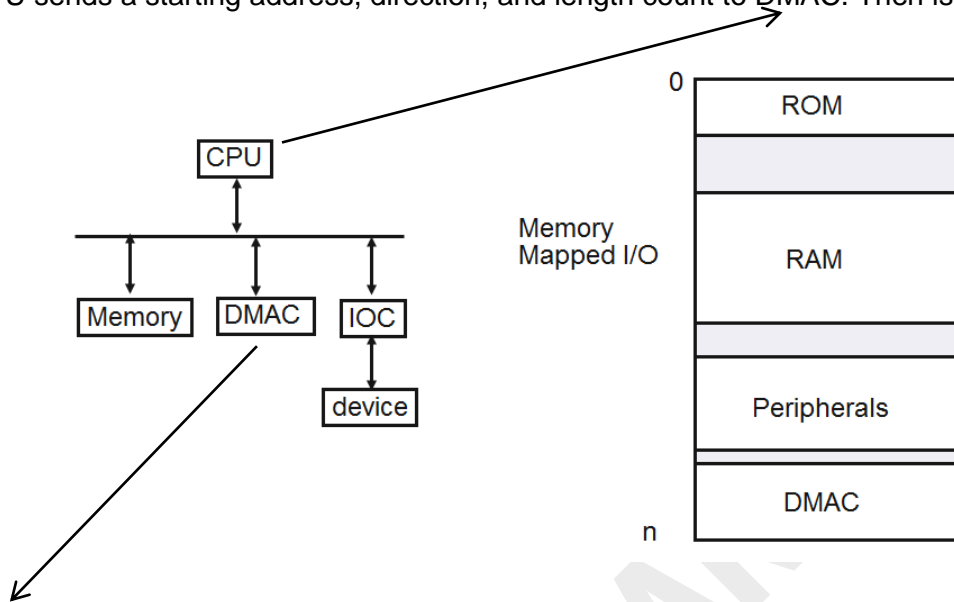 U sends a starting address, direction, and length count to DMAC. Then is
0
ROM
CPU
Memory
Mapped I/O
RAM
Memory
DMAC
IOC
device
Peripherals
DMAC
n